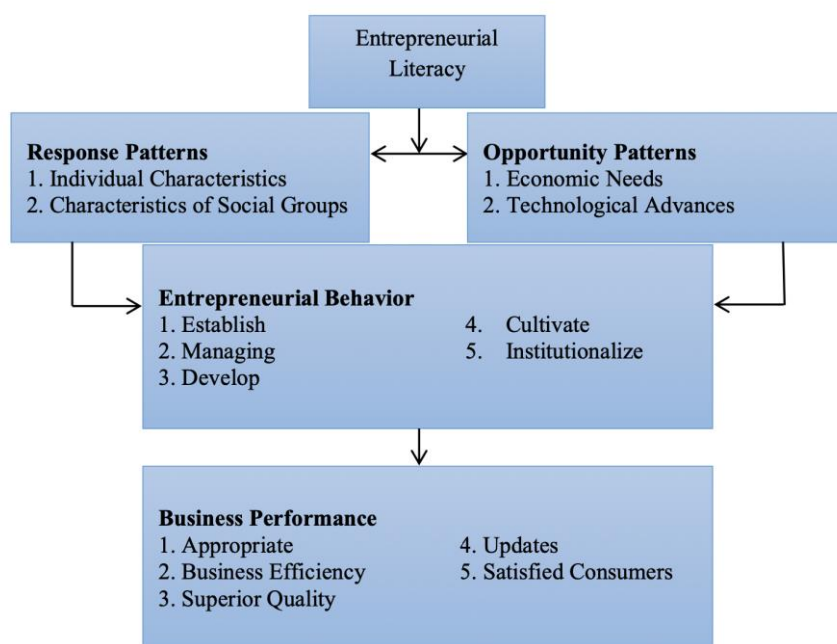 Entrepreneurial
Literacy
Response Patterns
1. Individual Characteristics
2. Characteristics of Social Groups
Opportunity Patterns
1. Economic Needs
2. Technological Advances
Entrepreneurial Behavior
1. Establish
2. Managing
3. Develop
4. Cultivate
5. Institutionalize
Business Performance
1. Appropriate
2. Business Efficiency
3. Superior Quality
4. Updates
5. Satisfied Consumers